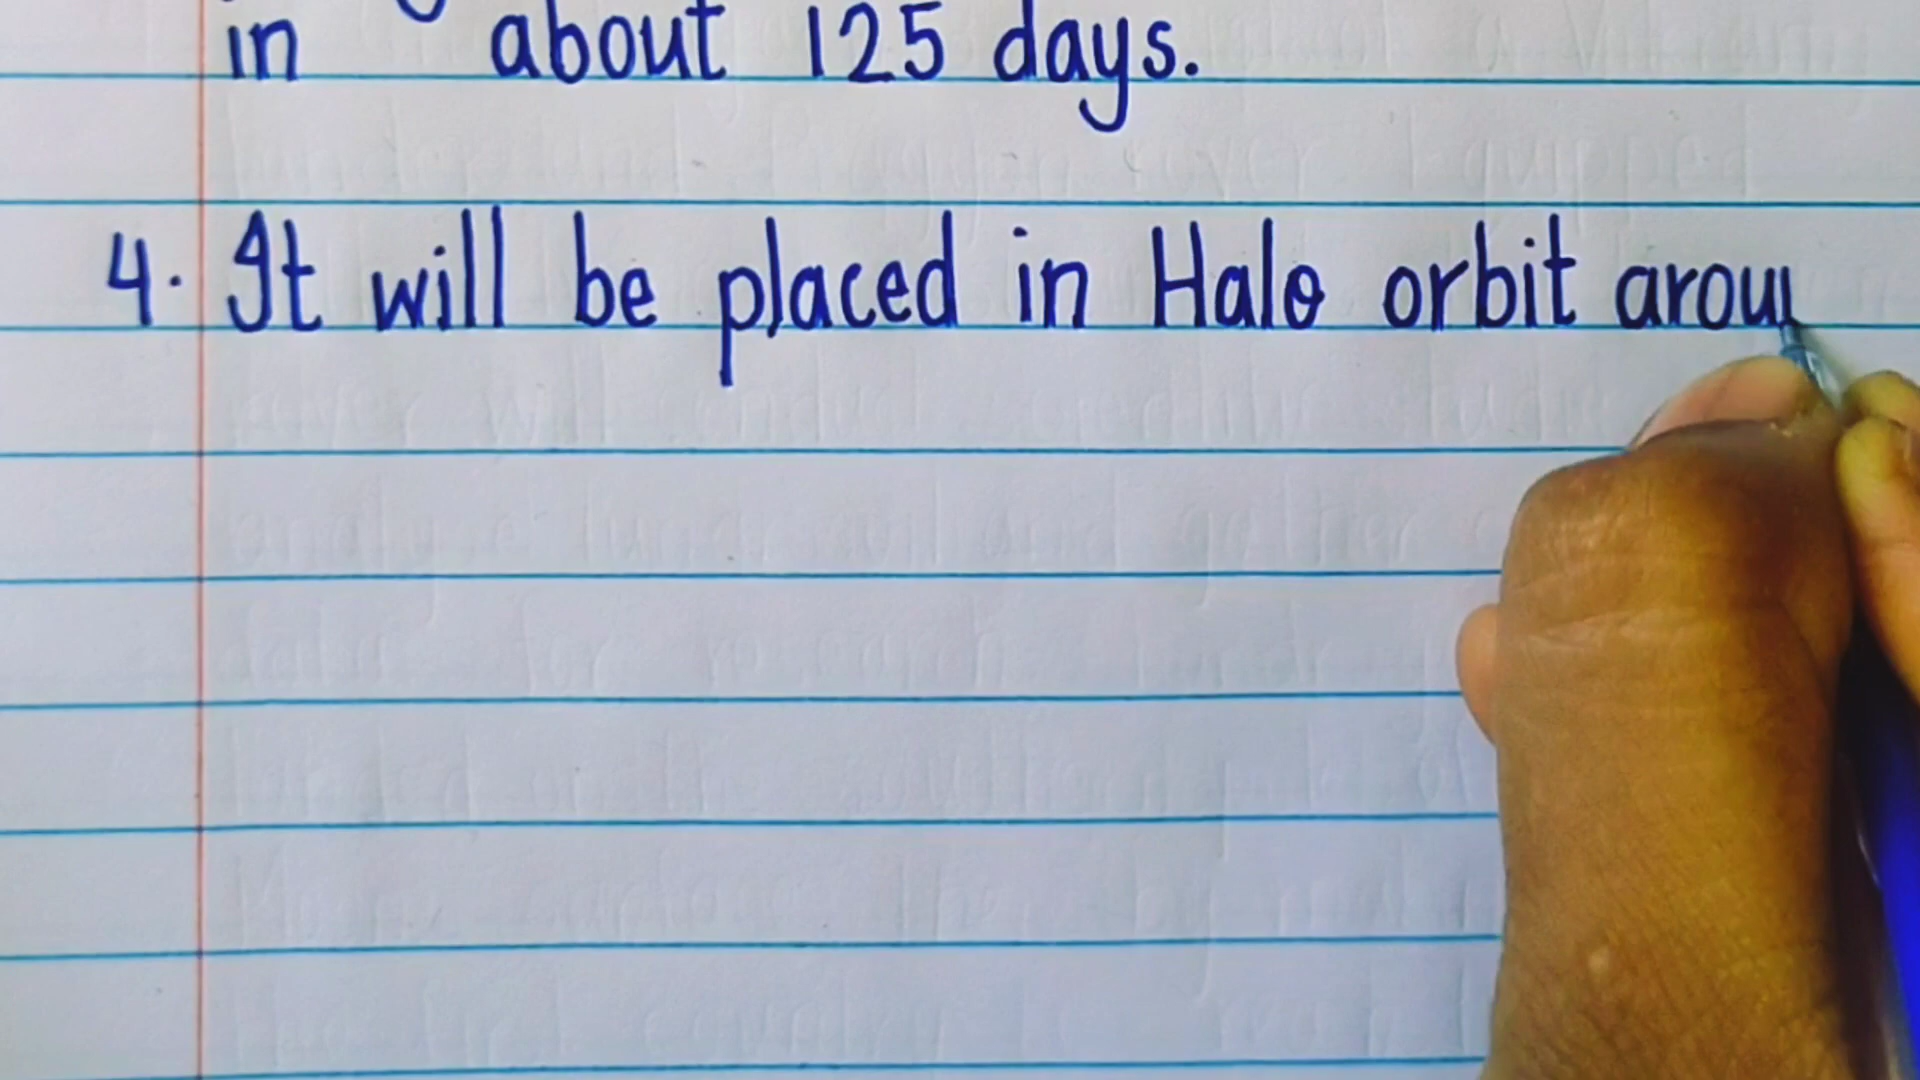 in about 125 days.
4. It will be placed in Halo orbit arou